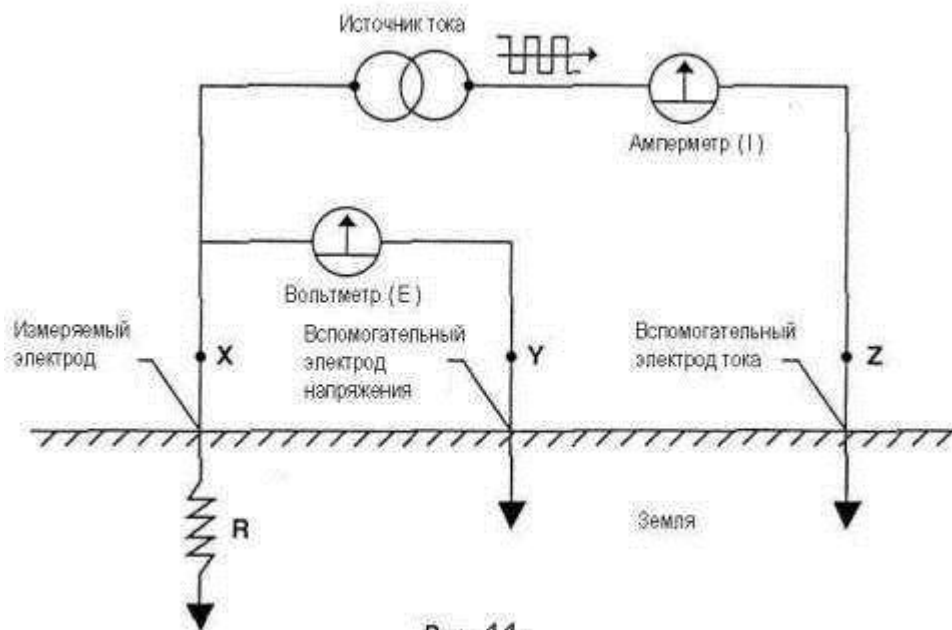 Источник тока
Амперметр ( I )
Вольтметр ( E )
Измеряемый
электрод
X
Вспомогательный
электрод
напряжения
Y
Вспомогательный
электрод тока
Z
R
Земля